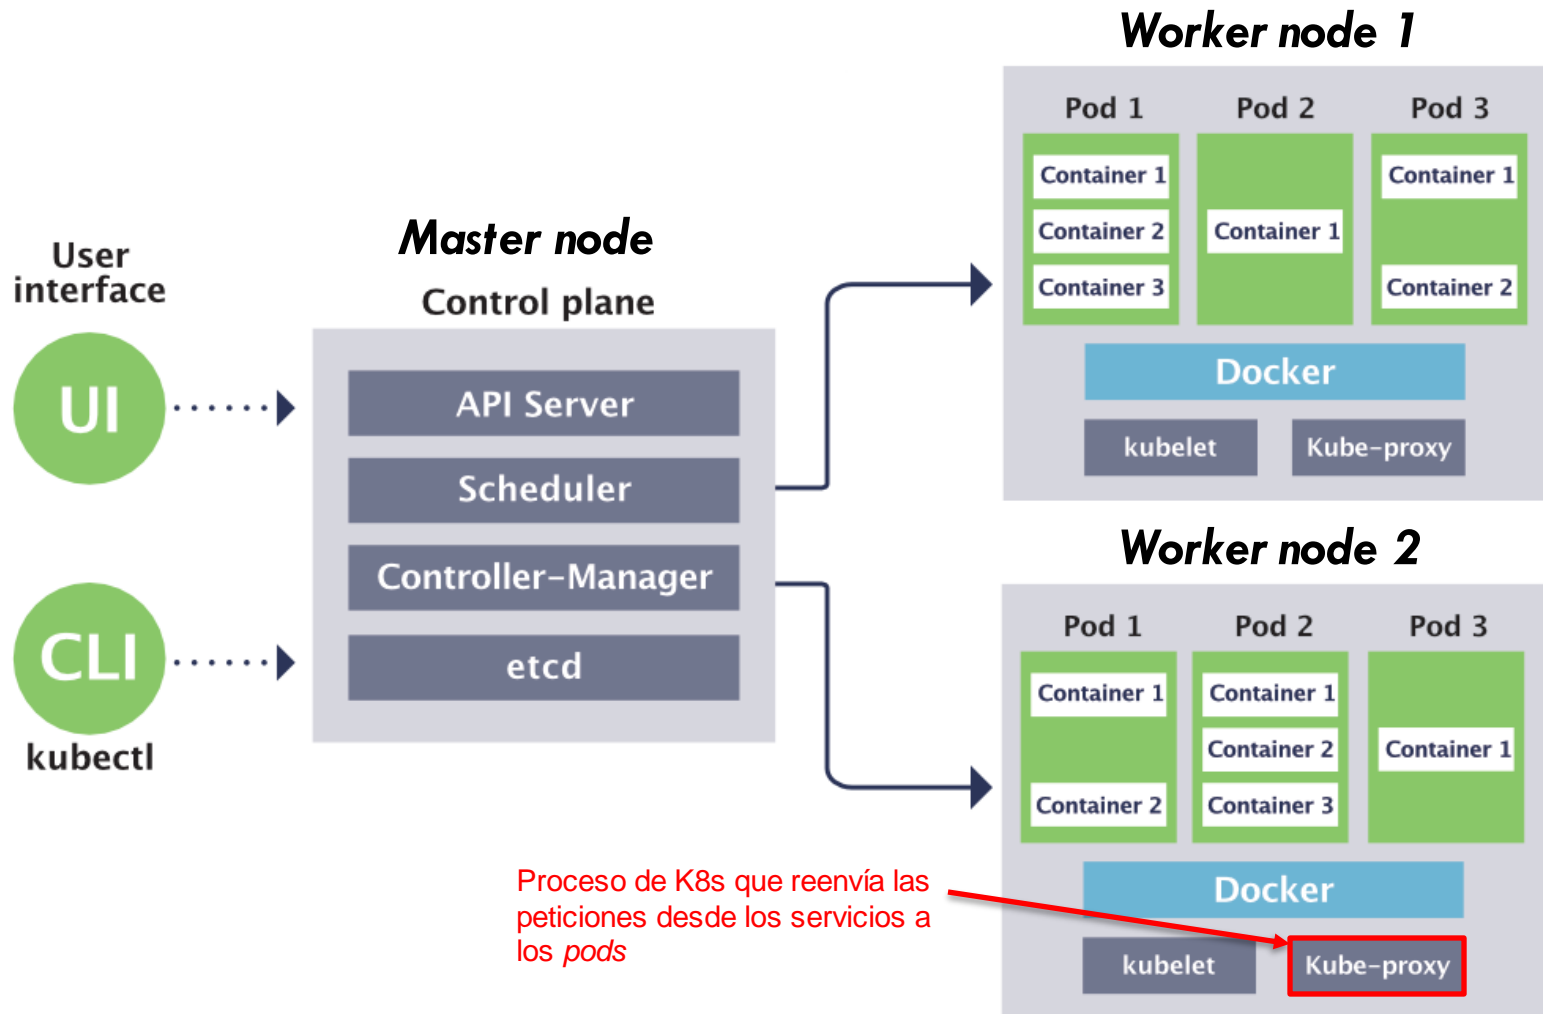 User
interface
UI
CLI
kubectl
Master node
Control plane
API Server
Scheduler
Controller-Manager
etcd
Worker node 1
Pod 1
Pod 2
Pod 3
Container 1
Container 2
Container 3
Container 1
Container 1
Container 2
Docker
kubelet
Kube-proxy
Worker node 2
Pod 1
Pod 2
Pod 3
Container 1
Container 2
Container 1
Container 2
Container 3
Container 1
Docker
kubelet
Kube-proxy
Proceso de K8s que reenvía las
peticiones desde los servicios a
los pods